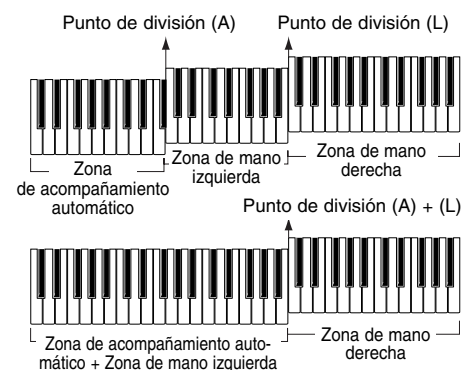 Punto de división (A)
Punto de división (L)
Zona
de acompañamiento
automático
Zona de mano
izquierda
Zona de mano
derecha
Punto de división (A) + (L)
Zona de acompañamiento auto-
mático + Zona de mano izquierda
Zona de mano
derecha